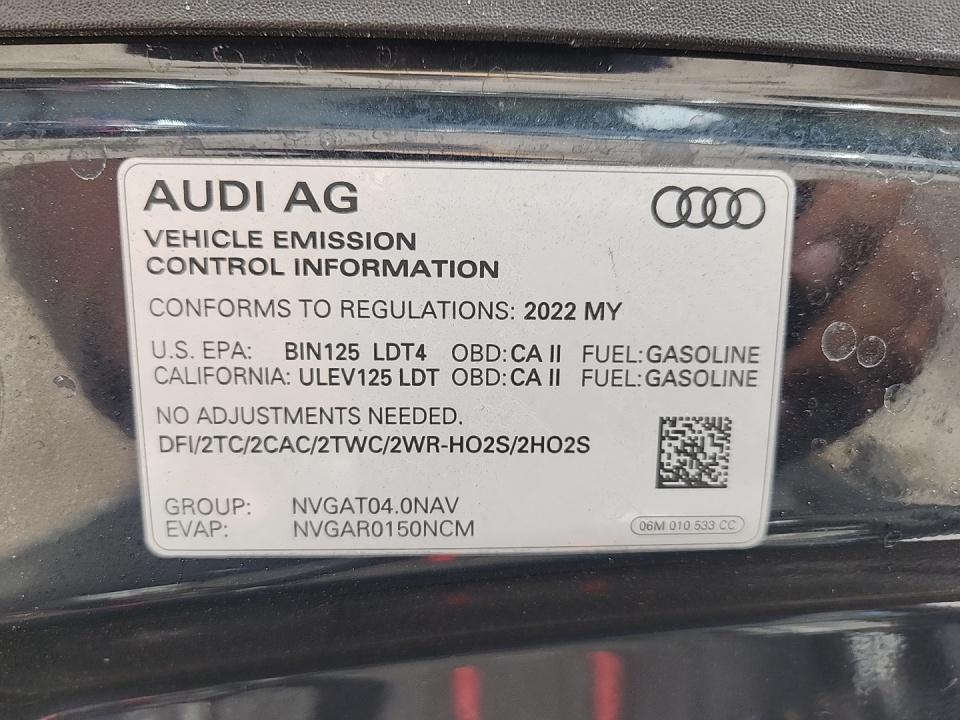 AUDI AG
VEHICLE EMISSION
CONTROL INFORMATION
CONFORMS TO REGULATIONS: 2022 MY
U.S. EPA: BIN125 LDT4 OBD: CA II FUEL: GASOLINE
CALIFORNIA: ULEV125 LDT OBD: CA II FUEL: GASOLINE
NO ADJUSTMENTS NEEDED.
DFI/2TC/2CAC/2TWC/2WR-HO2S/2HO2S
GROUP: NVGAT04.0NAV
EVAP: NVGAR0150NCM
06M 010 533 CC